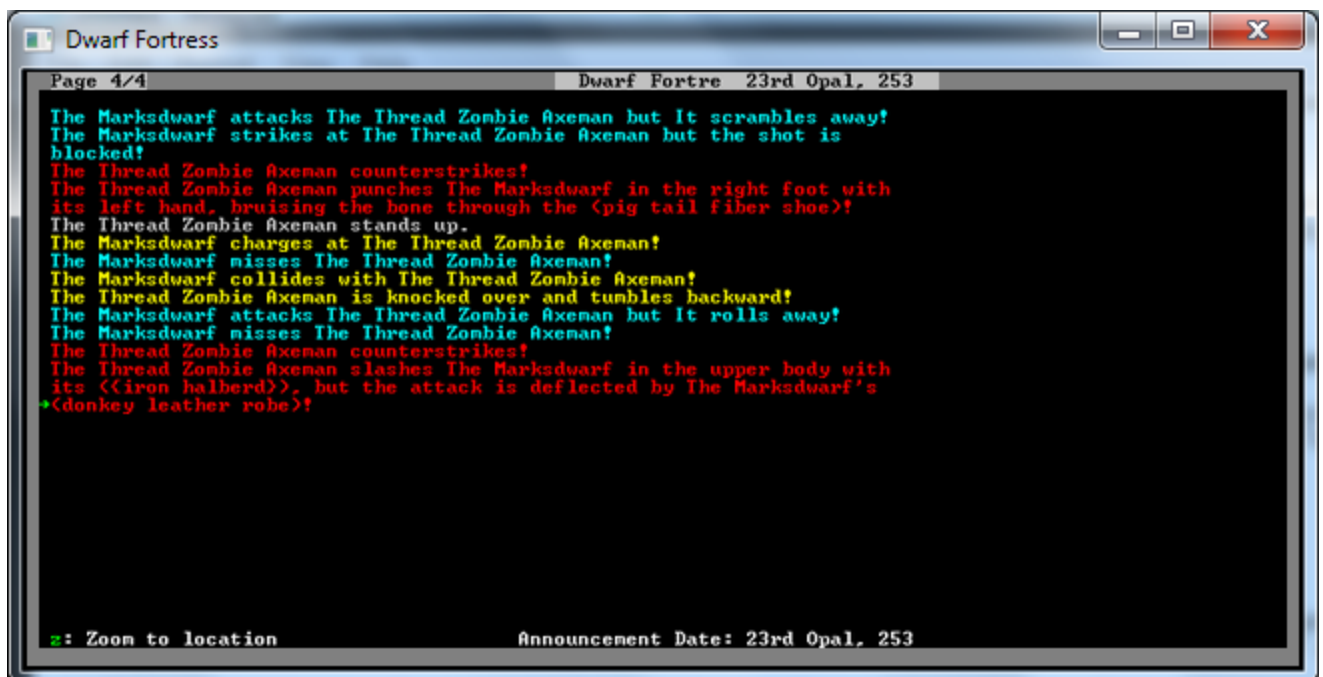 Dwarf Fortress
Page 4/4 Dwarf Fortre 23rd Opal, 253
The Marksdwarf attacks The Thread Zombie Axeman but It scrambles away!
The Marksdwarf strikes at The Thread Zombie Axeman but the shot is
blocked!
The Thread Zombie Axeman counterstrikes!
The Thread Zombie Axeman punches The Marksdwarf in the right foot with
its left hand, bruising the bone through the (pig tail fiber shoe)!
The Thread Zombie Axeman stands up.
The Marksdwarf charges at The Thread Zombie Axeman!
The Marksdwarf misses The Thread Zombie Axeman!
The Marksdwarf collides with The Thread Zombie Axeman!
The Thread Zombie Axeman is knocked over and tumbles backward!
The Marksdwarf attacks The Thread Zombie Axeman but It rolls away!
The Marksdwarf misses The Thread Zombie Axeman!
The Thread Zombie Axeman counterstrikes!
The Thread Zombie Axeman slashes The Marksdwarf in the upper body with
its ((iron halberd)), but the attack is deflected by The Marksdwarf's
→(donkey leather robe)!
z: Zoom to location Announcement Date: 23rd Opal, 253